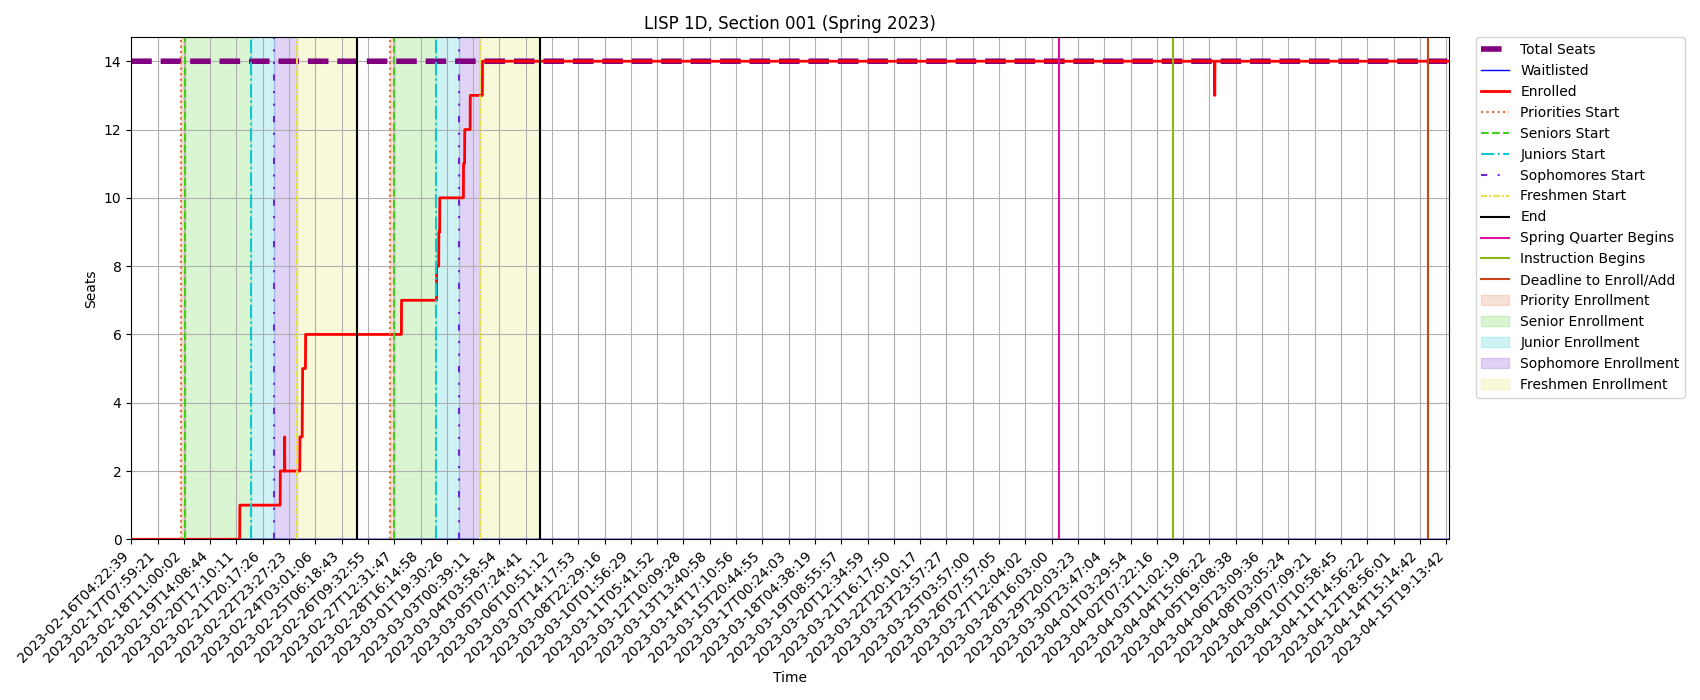 LISP 1D, Section 001 (Spring 2023)
Seats
14
12
10
8
6
4
2
0
2023-02-16T04:22:39
2023-02-17T07:59:21
2023-02-18T11:00:02
2023-02-19T14:08:44
2023-02-20T17:10:11
2023-02-21T20:17:26
2023-02-22T23:27:23
2023-02-24T03:01:06
2023-02-25T06:18:43
2023-02-26T09:32:55
2023-02-27T12:31:47
2023-02-28T16:14:58
2023-03-01T19:30:26
2023-03-03T00:39:11
2023-03-04T03:58:54
2023-03-05T07:24:41
2023-03-06T10:51:12
2023-03-07T14:17:53
2023-03-08T22:29:16
2023-03-10T01:56:29
2023-03-11T05:41:52
2023-03-12T10:09:28
2023-03-13T13:40:58
2023-03-14T17:10:56
2023-03-15T20:44:55
2023-03-17T00:24:03
2023-03-18T04:38:19
2023-03-19T08:55:57
2023-03-20T12:34:59
2023-03-21T16:17:50
2023-03-22T20:10:17
2023-03-23T23:57:27
2023-03-25T03:57:00
2023-03-26T07:57:05
2023-03-27T12:04:02
2023-03-28T16:03:00
2023-03-29T20:03:23
2023-03-30T23:47:04
2023-04-01T03:29:54
2023-04-02T07:22:16
2023-04-03T11:02:19
2023-04-04T15:06:22
2023-04-05T19:08:38
2023-04-06T23:09:36
2023-04-08T03:05:24
2023-04-09T07:09:21
2023-04-10T10:58:45
2023-04-11T14:56:22
2023-04-12T18:56:01
2023-04-14T15:14:42
2023-04-15T19:13:42
Time
Total Seats
Waitlisted
Enrolled
Priorities Start
Seniors Start
Juniors Start
Sophomores Start
Freshmen Start
End
Spring Quarter Begins
Instruction Begins
Deadline to Enroll/Add
Priority Enrollment
Senior Enrollment
Junior Enrollment
Sophomore Enrollment
Freshmen Enrollment